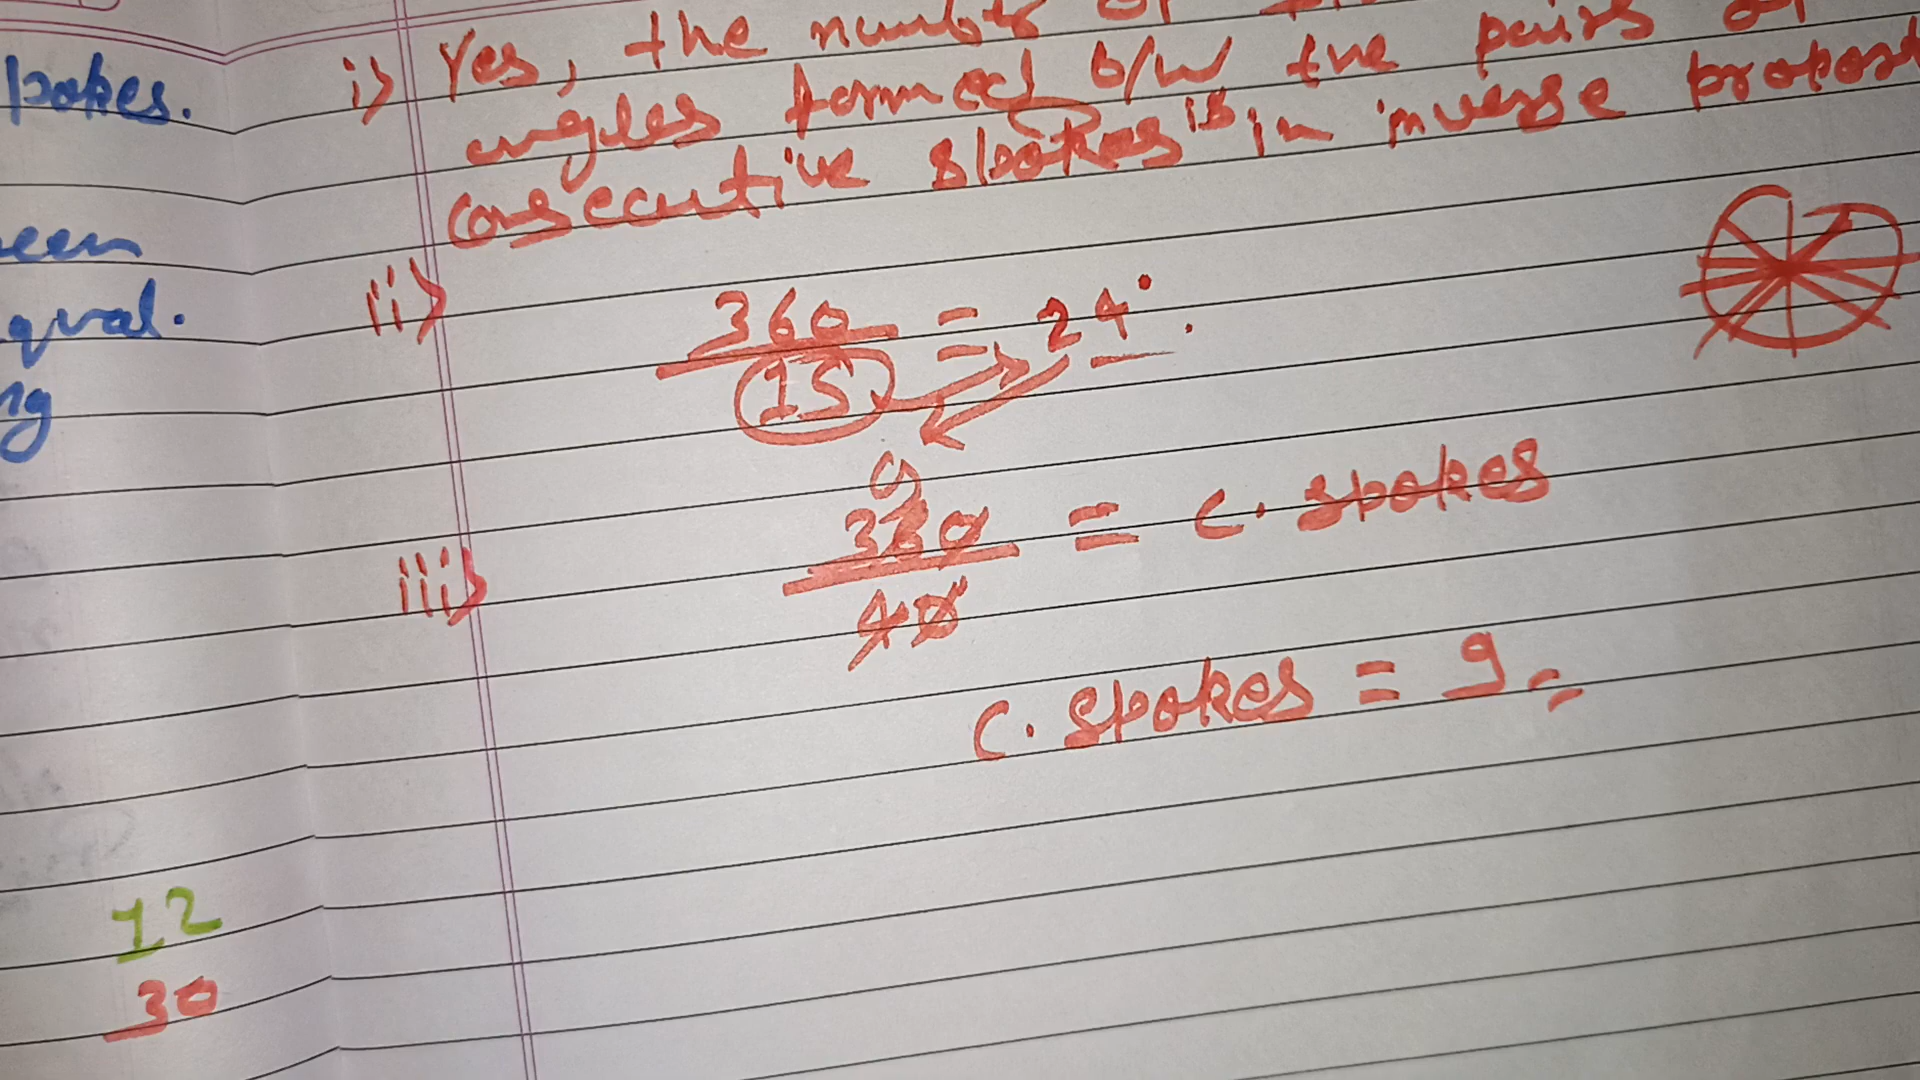 pokes.
een
qual.
ng
12
30
i) Yes, the number of
angles formed b/w the pairs of
consecutive spokes is in inverse proport
ii) 360 / 15 = 24°.
iii) 9
360 / 40 = C. spokes
C. spokes = 9